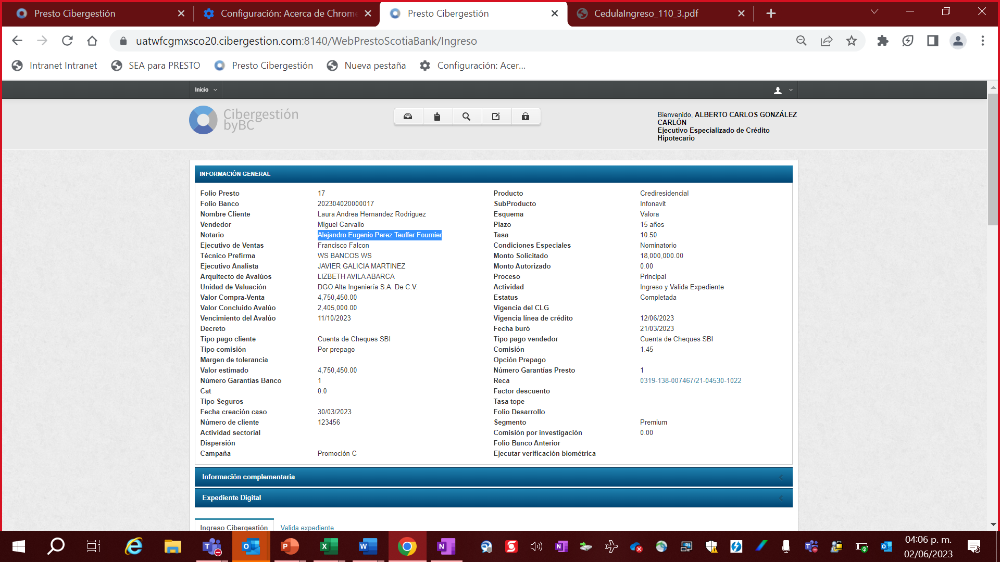 Presto Cibergestión
Configuración: Acerca de Chrome
Presto Cibergestión
CedulaIngreso_110_3.pdf
uatwfcgmxsco20.cibergestion.com:8140/WebPrestoScotiaBank/Ingreso
Intranet Intranet
SEA para PRESTO
Presto Cibergestión
Nueva pestaña
Configuración: Acer...
Inicio
Cibergestión
byBC
Bienvenido, ALBERTO CARLOS GONZÁLEZ
CARLÓN
Ejecutivo Especializado de Crédito
Hipotecario
INFORMACIÓN GENERAL
Folio Presto 17 Producto Crediresidencial
Folio Banco 202304020000017 SubProducto Infonavit
Nombre Cliente Laura Andrea Hernandez Rodriguez Esquema Valora
Vendedor Miguel Carvallo Plazo 15 años
Notario Alejandro Eugenio Perez Teuffer Fournier Tasa 10.50
Ejecutivo de Ventas Francisco Falcon Condiciones Especiales Nominatorio
Técnico Prefirma WS BANCOS WS Monto Solicitado 18,000,000.00
Ejecutivo Analista JAVIER GALICIA MARTINEZ Monto Autorizado 0.00
Arquitecto de Avalúos LIZBETH AVILA ABARCA Proceso Principal
Unidad de Valuación DGO Alta Ingeniería S.A. De C.V. Actividad Ingreso y Valida Expediente
Valor Compra-Venta 4,750,450.00 Estatus Completada
Valor Concluido Avalúo 2,405,000.00 Vigencia del CLG
Vencimiento del Avalúo 11/10/2023 Vigencia línea de crédito 12/06/2023
Decreto Fecha buró 21/03/2023
Tipo pago cliente Cuenta de Cheques SBI Tipo pago vendedor Cuenta de Cheques SBI
Tipo comisión Por prepago Comisión 1.45
Margen de tolerancia Opción Prepago
Valor estimado 4,750,450.00 Número Garantías Presto 1
Número Garantías Banco 1 Reca 0319-138-007467/21-04530-1022
Cat 0.0 Factor descuento
Tipo Seguros Tasa tope
Fecha creación caso 30/03/2023 Folio Desarrollo
Número de cliente 123456 Segmento Premium
Actividad sectorial Comisión por investigación 0.00
Dispersión Folio Banco Anterior
Campaña Promoción C Ejecutar verificación biométrica
Información complementaria
Expediente Digital
Ingreso Cibergestión Valida expediente
04:06 p. m.
02/06/2023